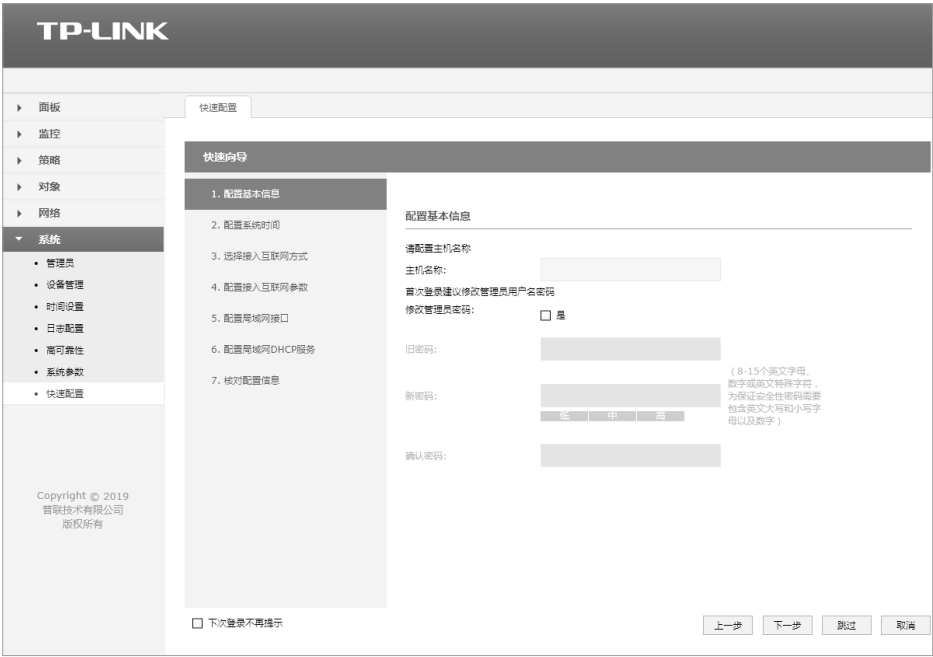 TP-LINK
面板
监控
策略
对象
网络
系统
管理员
设备管理
时间设置
日志配置
高可靠性
系统参数
快速配置
Copyright © 2019
普联技术有限公司
版权所有
快速配置
快速向导
1. 配置基本信息
2. 配置系统时间
3. 选择接入互联网方式
4. 配置接入互联网参数
5. 配置局域网接口
6. 配置局域网DHCP服务
7. 核对配置信息
配置基本信息
请配置主机名称
主机名称:
首次登录建议修改管理员用户名密码
修改管理员密码:
是
旧密码:
新密码:
低 中 高
（8-15个英文字母、
数字或英文特殊字符，
为保证安全性密码需要
包含英文大写和小写字
母以及数字）
确认密码:
下次登录不再提示
上一步 下一步 跳过 取消